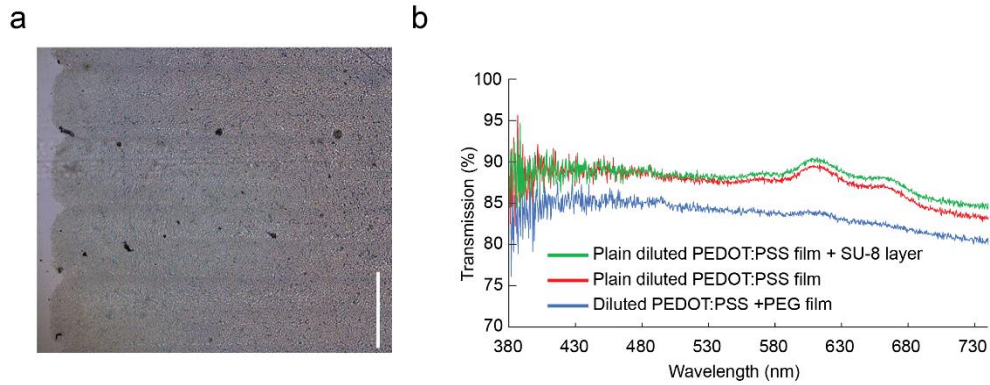 a
b
100
95
90
85
80
75
70
Transmission (%)
Plain diluted PEDOT:PSS film + SU-8 layer
Plain diluted PEDOT:PSS film
Diluted PEDOT:PSS +PEG film
380 430 480 530 580 630 680 730
Wavelength (nm)